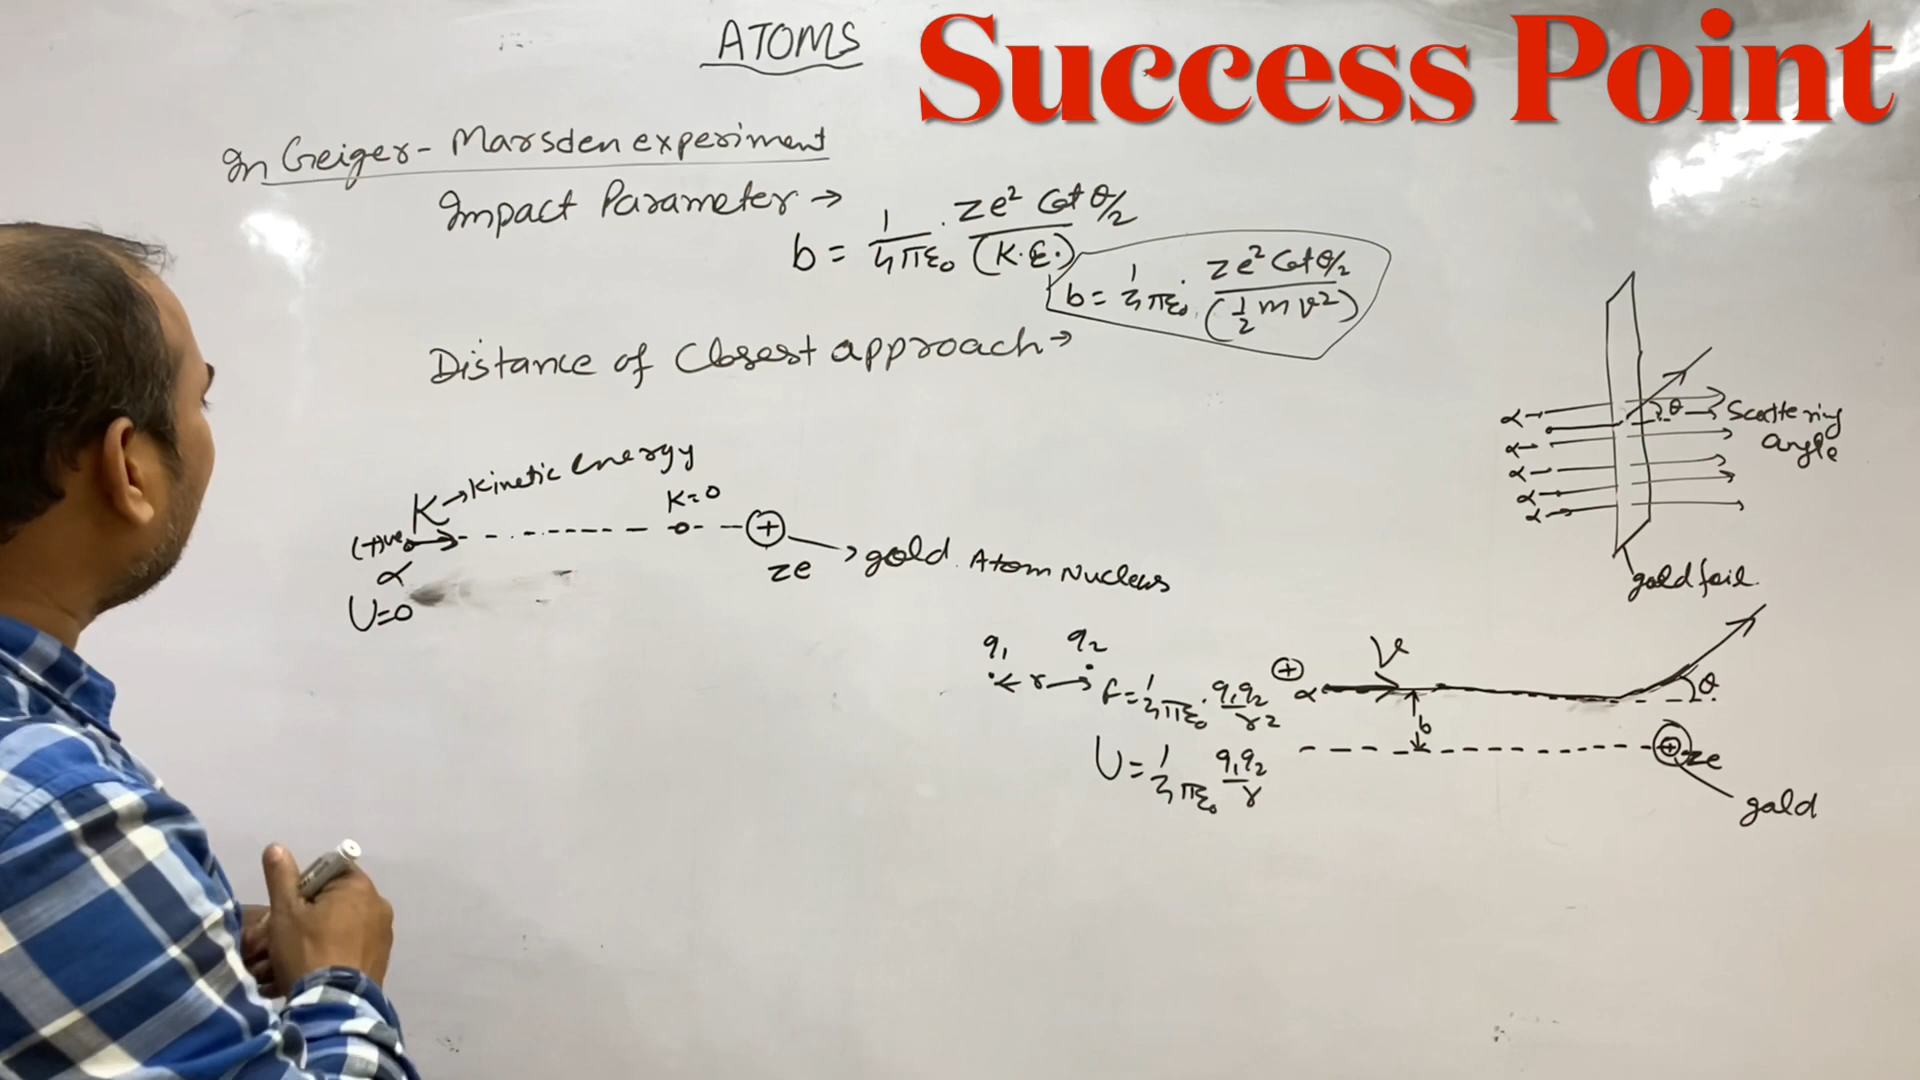 ATOMS
Success Point
In Geiger-Marsden experiment
Impact Parameter →
b = 1/4πε₀ · ze² Cot θ/2 / (K.E.)
b = 1/4πε₀ · ze² Cot θ/2 / (1/2 m v²)
Distance of Closest approach →
K → Kinetic energy
K=0
(+)ve
α
U=0
+
ze
gold Atom Nucleus
α
α
α
α
α
θ → Scattering angle
gold foil
q₁ q₂
r
F = 1/4πε₀ · q₁q₂/r²
U = 1/4πε₀ q₁q₂/r
+
α
V
b
θ
+
ze
gold